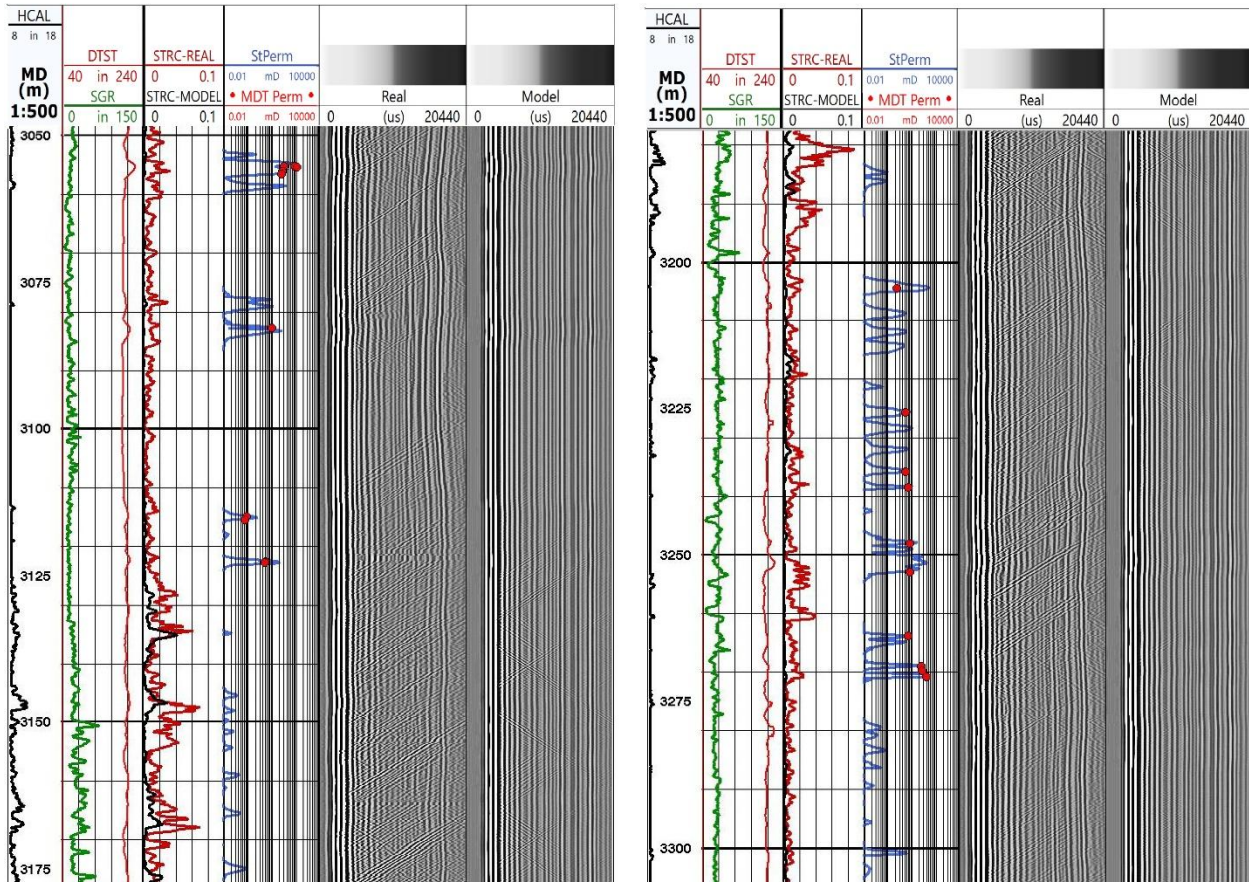 HCAL
8 in 18
MD
(m)
1:500
DTST
40 in 240
SGR
0 in 150
STRC-REAL
0 0.1
STRC-MODEL
0 0.1
StPerm
0.01 mD 10000
• MDT Perm •
0.01 mD 10000
Real
0 (us) 20440
Model
0 (us) 20440
3050
3075
3100
3125
3150
3175
HCAL
8 in 18
MD
(m)
1:500
DTST
40 in 240
SGR
0 in 150
STRC-REAL
0 0.1
STRC-MODEL
0 0.1
StPerm
0.01 mD 10000
• MDT Perm •
0.01 mD 10000
Real
0 (us) 20440
Model
0 (us) 20440
3200
3225
3250
3275
3300